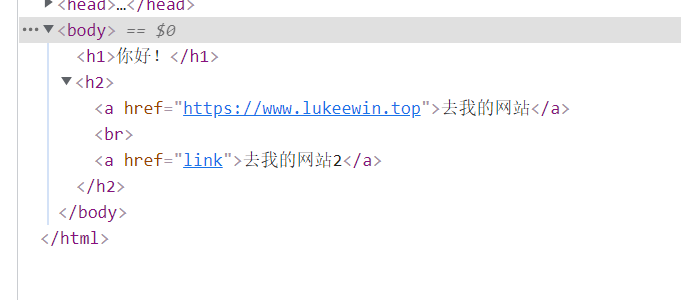 <head>…</head>
<body> == $0
<h1>你好！</h1>
<h2>
<a href="https://www.lukeewin.top">去我的网站</a>
<br>
<a href="link">去我的网站2</a>
</h2>
</body>
</html>